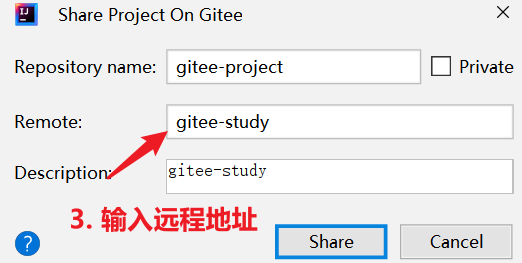 Share Project On Gitee
Repository name: gitee-project Private
Remote: gitee-study
Description: gitee-study
3. 输入远程地址
? Share Cancel